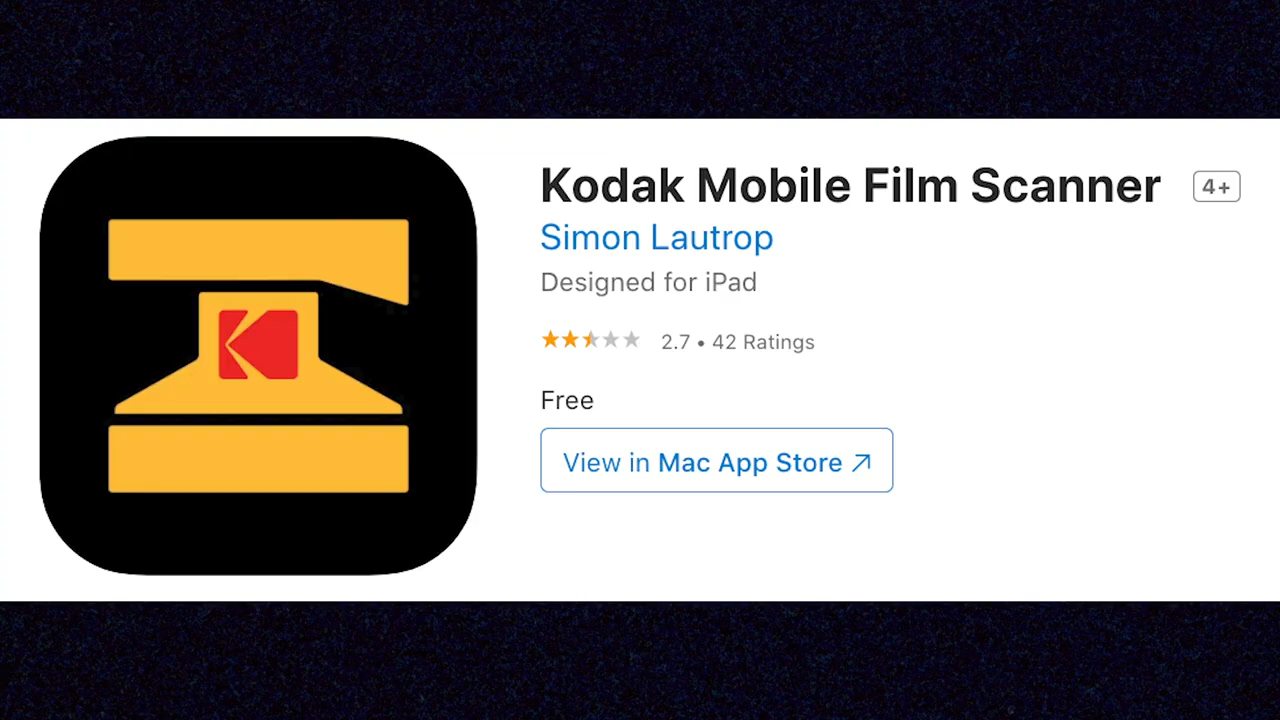 Kodak Mobile Film Scanner 4+
Simon Lautrop
Designed for iPad
2.7 • 42 Ratings
Free
View in Mac App Store ↗